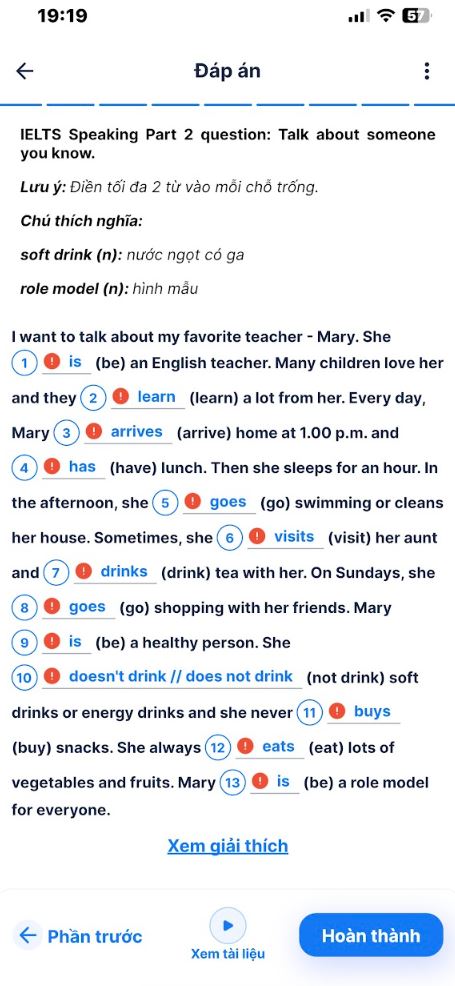 19:19
57
Đáp án
IELTS Speaking Part 2 question: Talk about someone
you know.
Lưu ý: Điền tối đa 2 từ vào mỗi chỗ trống.
Chú thích nghĩa:
soft drink (n): nước ngọt có ga
role model (n): hình mẫu
I want to talk about my favorite teacher - Mary. She
1 ! is (be) an English teacher. Many children love her
and they 2 ! learn (learn) a lot from her. Every day,
Mary 3 ! arrives (arrive) home at 1.00 p.m. and
4 ! has (have) lunch. Then she sleeps for an hour. In
the afternoon, she 5 ! goes (go) swimming or cleans
her house. Sometimes, she 6 ! visits (visit) her aunt
and 7 ! drinks (drink) tea with her. On Sundays, she
8 ! goes (go) shopping with her friends. Mary
9 ! is (be) a healthy person. She
10 ! doesn't drink // does not drink (not drink) soft
drinks or energy drinks and she never 11 ! buys
(buy) snacks. She always 12 ! eats (eat) lots of
vegetables and fruits. Mary 13 ! is (be) a role model
for everyone.
Xem giải thích
Phần trước
Xem tài liệu
Hoàn thành